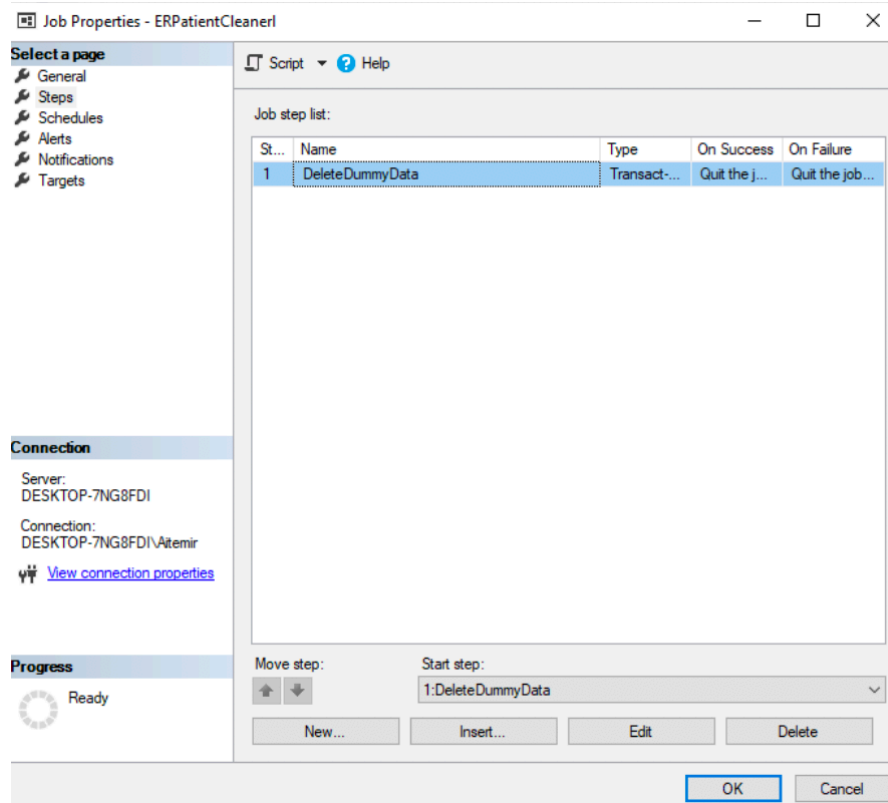 Job Properties - ERPatientCleanerI
Select a page
General
Steps
Schedules
Alerts
Notifications
Targets
Script
Help
Job step list:
St... Name Type On Success On Failure
1 DeleteDummyData Transact-... Quit the j... Quit the job...
Connection
Server:
DESKTOP-7NG8FDI
Connection:
DESKTOP-7NG8FDI\Aitemir
View connection properties
Progress
Ready
Move step: Start step:
1:DeleteDummyData
New... Insert... Edit Delete
OK Cancel